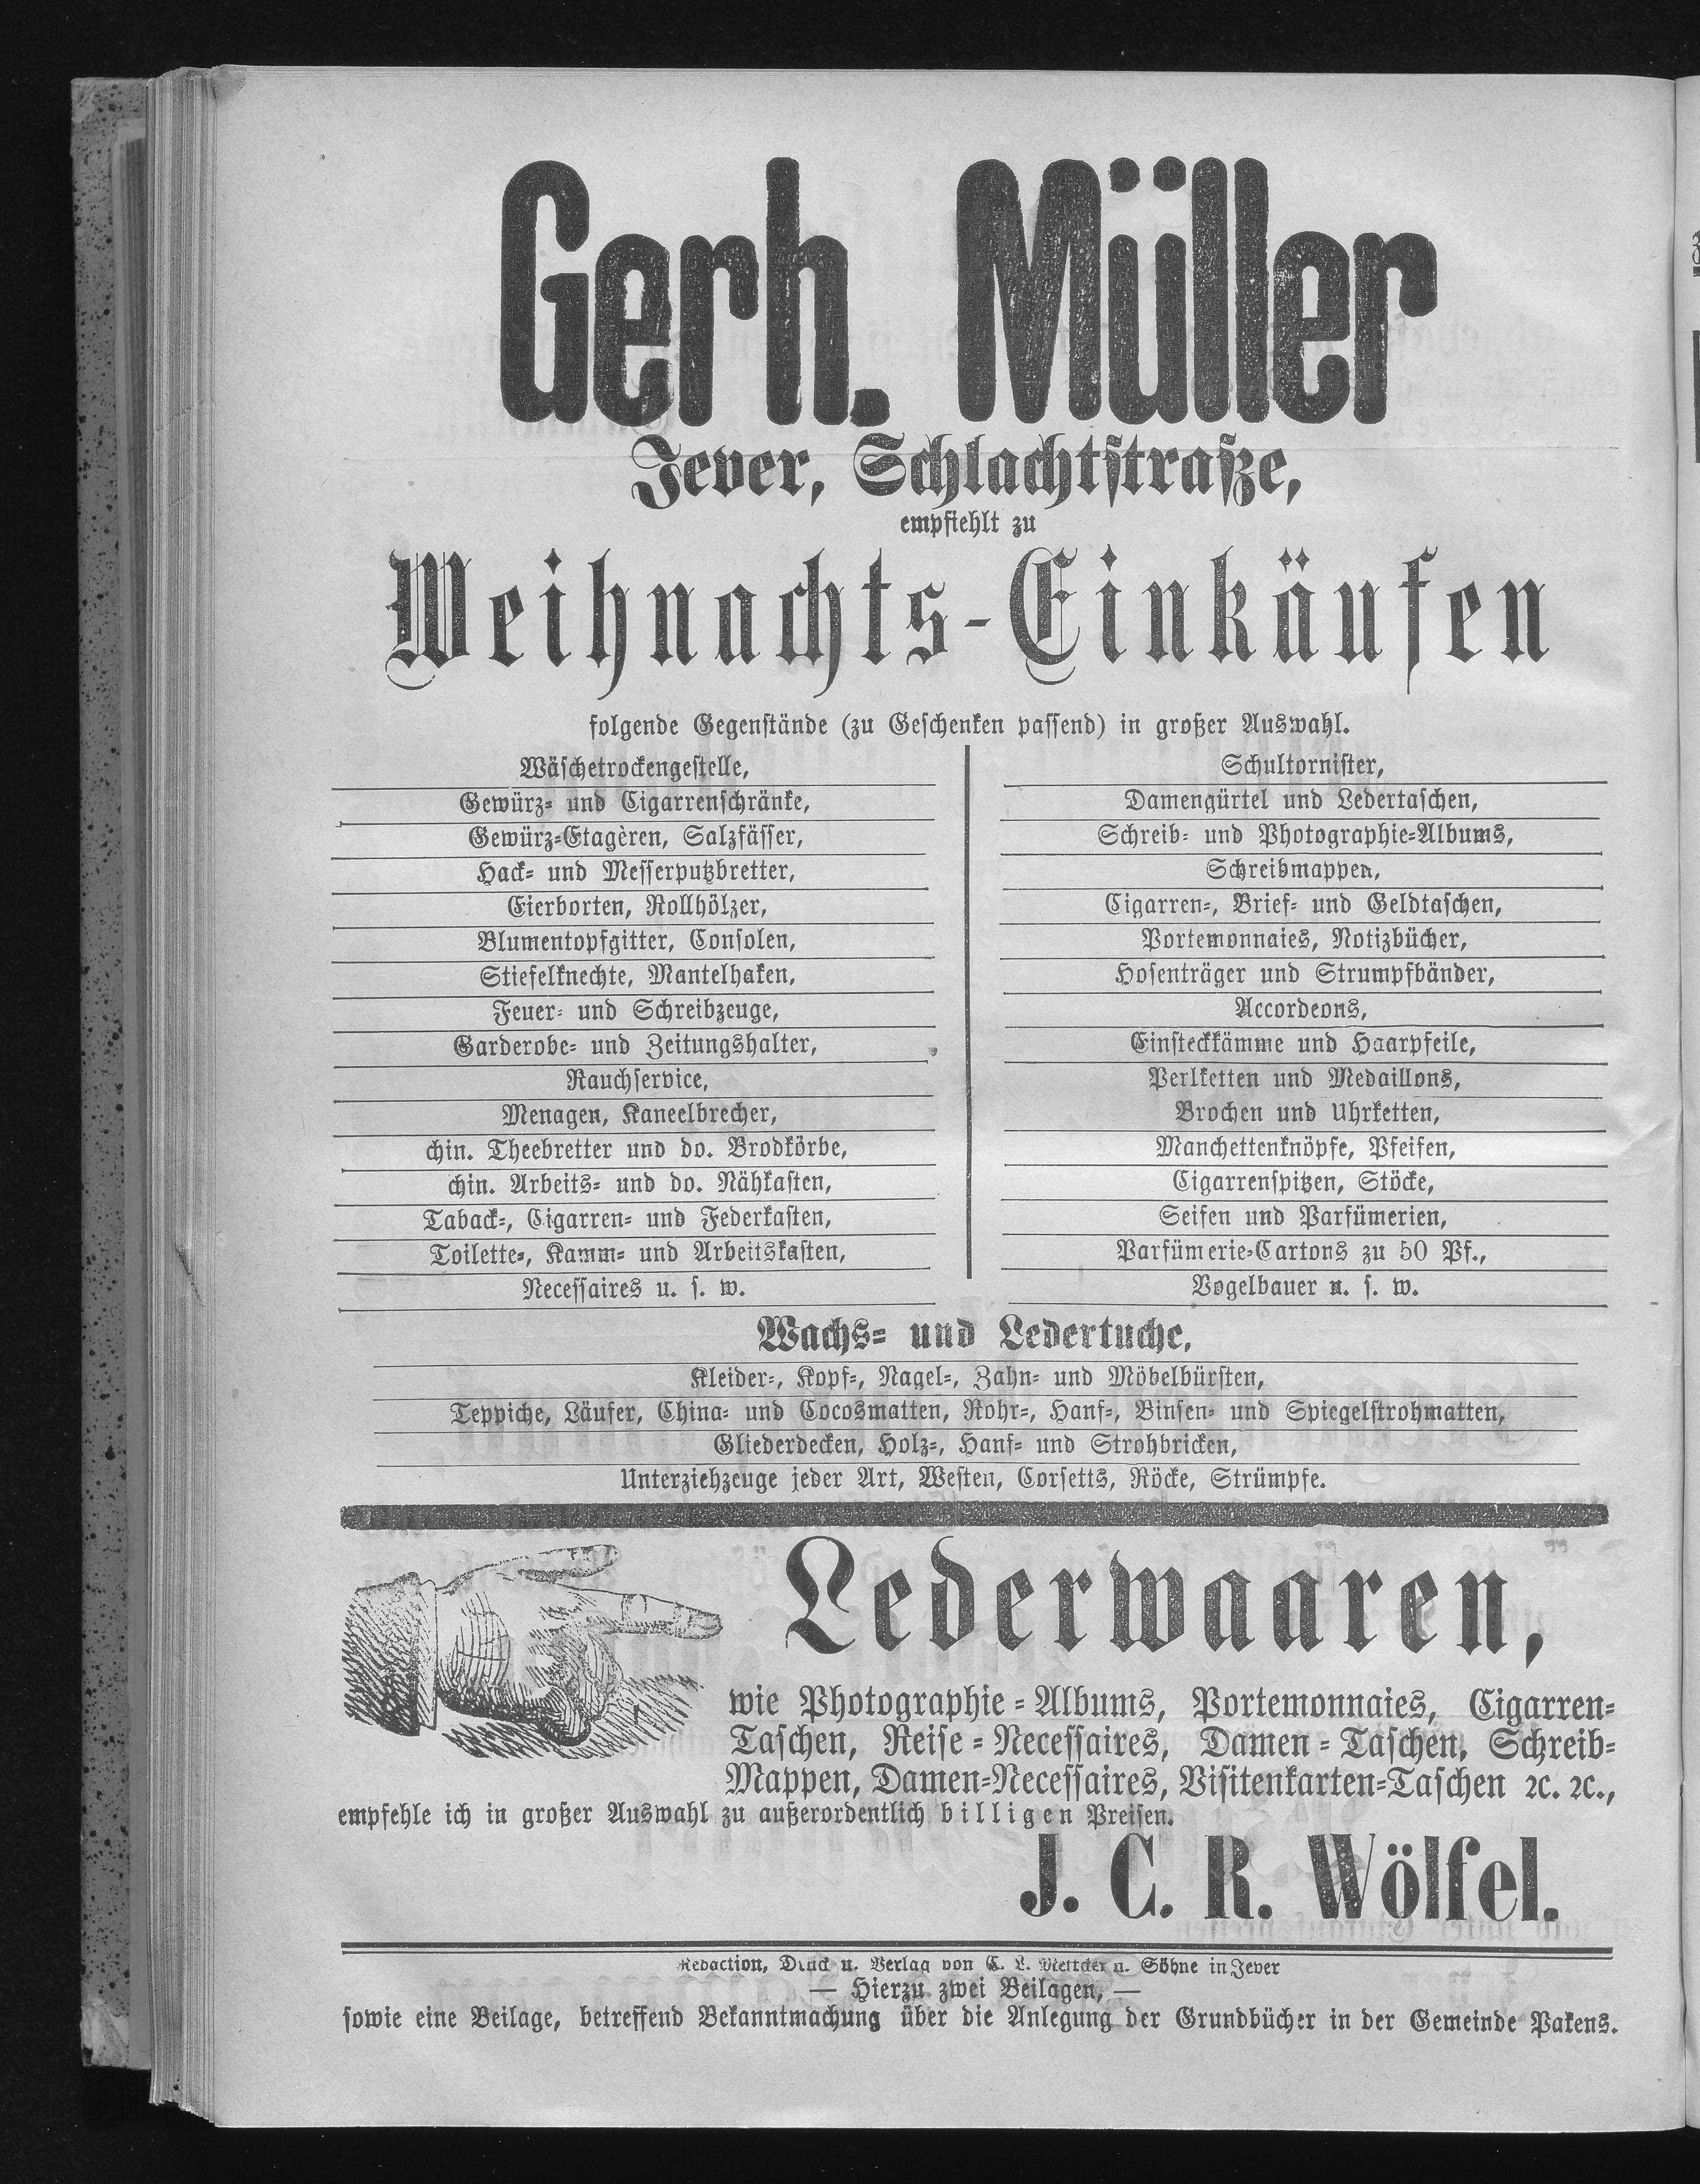 Gerh. Müller
Jever, Schlachtstraße,
empfiehlt zu
Weihnachts-Einkäufen
folgende Gegenstände (zu Geschenken passend) in großer Auswahl.
Wäschetrockengestelle,
Gewürz- und Cigarrenschränke,
Gewürz-Etagèren, Salzfässer,
Hack- und Messerputzbretter,
Eierborten, Rollhölzer,
Blumentopfgitter, Consolen,
Stiefelknechte, Mantelhaken,
Feuer- und Schreibzeuge,
Garderobe- und Zeitungshalter,
Rauchservice,
Menagen, Kaneelbrecher,
chin. Theebretter und do. Brodkörbe,
chin. Arbeits- und do. Nähkasten,
Taback-, Cigarren- und Federkasten,
Toilette-, Kamm- und Arbeitskasten,
Necessaires u. s. w.
Schultornister,
Damengürtel und Ledertaschen,
Schreib- und Photographie-Albums,
Schreibmappen,
Cigarren-, Brief- und Geldtaschen,
Portemonnaies, Notizbücher,
Hosenträger und Strumpfbänder,
Accordeons,
Einsteckkämme und Haarpfeile,
Perlketten und Medaillons,
Brochen und Uhrketten,
Manchettenknöpfe, Pfeifen,
Cigarrenspitzen, Stöcke,
Seifen und Parfümerien,
Parfümerie-Cartons zu 50 Pf.,
Vogelbauer u. s. w.
Wachs- und Ledertuche,
Kleider-, Kopf-, Nagel-, Zahn- und Möbelbürsten,
Teppiche, Läufer, China- und Cocosmatten, Rohr-, Hanf-, Binsen- und Spiegelstrohmatten,
Gliederdecken, Holz-, Hanf- und Strohbricken,
Unterziehzeuge jeder Art, Westen, Corsetts, Röcke, Strümpfe.
Lederwaaren,
wie Photographie-Albums, Portemonnaies, Cigarren-
Taschen, Reise-Necessaires, Damen-Taschen, Schreib-
Mappen, Damen-Necessaires, Visitenkarten-Taschen ꝛc. ꝛc.,
empfehle ich in großer Auswahl zu außerordentlich billigen Preisen.
J. C. R. Wölfel.
Redaction, Druck u. Verlag von C. L. Mettcker u. Söhne in Jever
— Hierzu zwei Beilagen, —
sowie eine Beilage, betreffend Bekanntmachung über die Anlegung der Grundbücher in der Gemeinde Pakens.